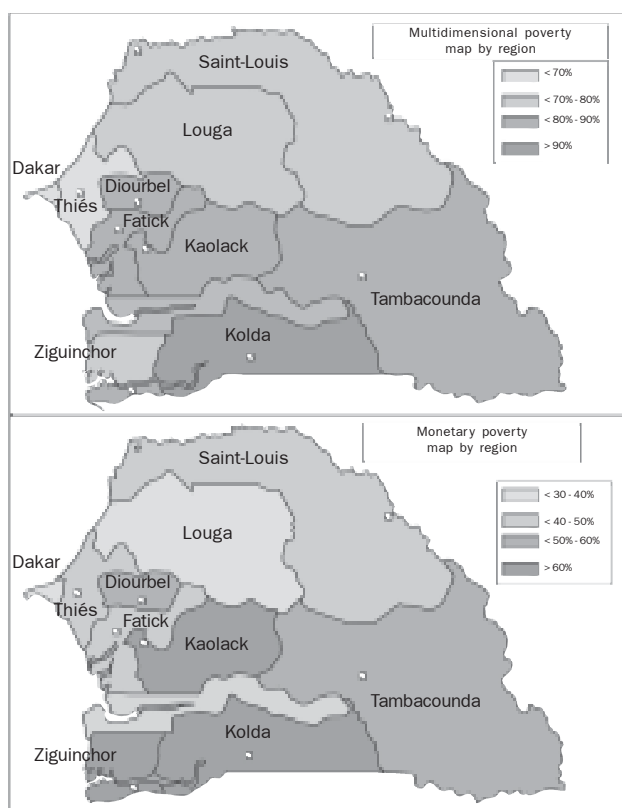 Multidimensional poverty
map by region
< 70%
< 70% - 80%
< 80% - 90%
> 90%
Saint-Louis
Louga
Dakar
Diourbel
Thiés
Fatick
Kaolack
Tambacounda
Kolda
Ziguinchor
Monetary poverty
map by region
< 30 - 40%
< 40 - 50%
< 50% - 60%
> 60%
Saint-Louis
Louga
Dakar
Diourbel
Thiés
Fatick
Kaolack
Tambacounda
Kolda
Ziguinchor